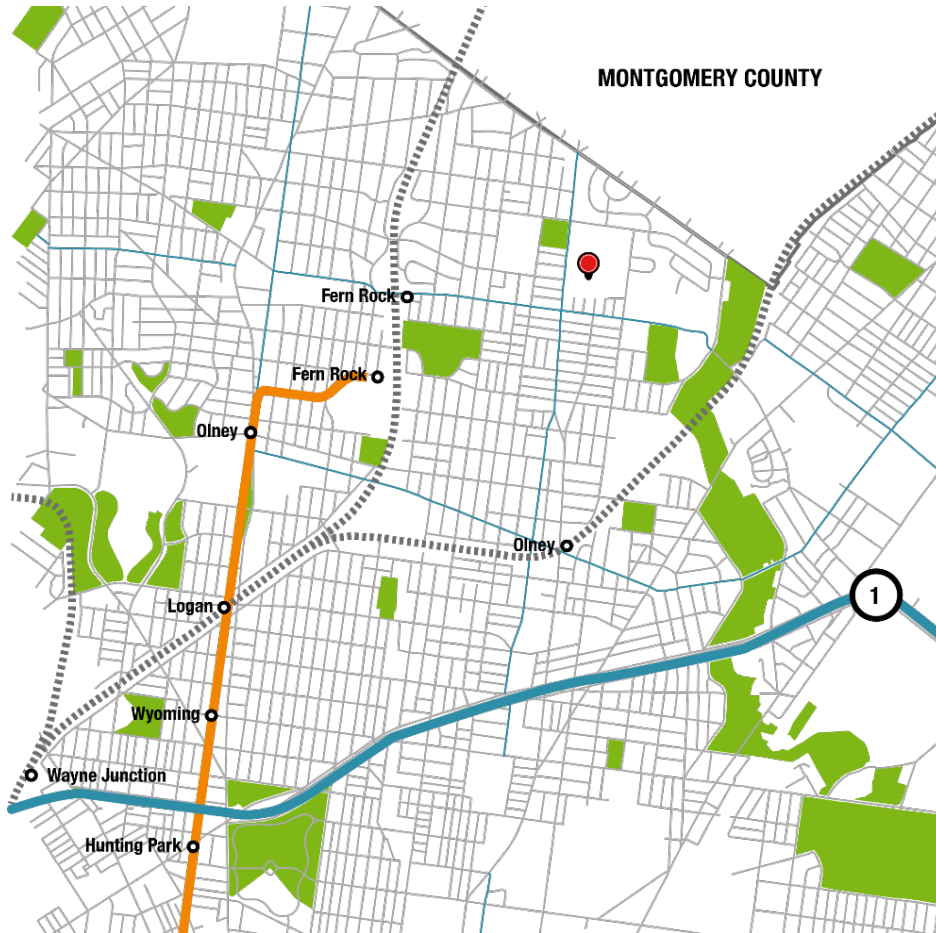 MONTGOMERY COUNTY
Fern Rock
Fern Rock
Olney
Olney
1
Logan
Wyoming
Wayne Junction
Hunting Park